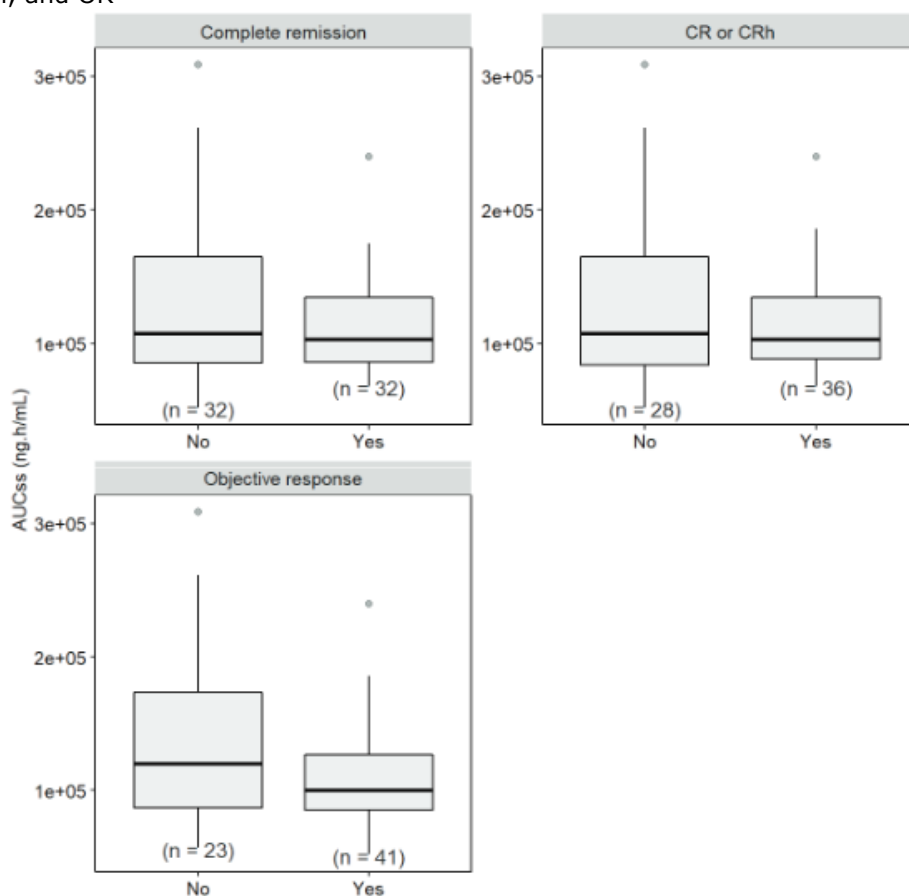 Complete remission
CR or CRh
3e+05
2e+05
1e+05
(n = 32)
(n = 32)
No
Yes
3e+05
2e+05
1e+05
(n = 28)
(n = 36)
No
Yes
AUCss (ng.h/mL)
Objective response
3e+05
2e+05
1e+05
(n = 23)
(n = 41)
No
Yes